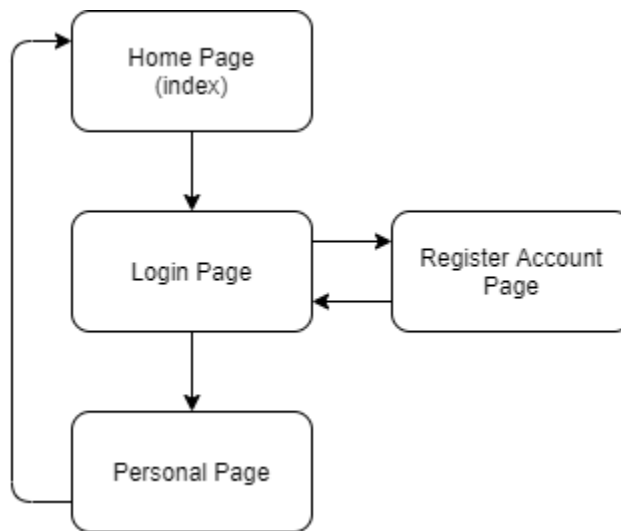 Home Page
(index)
Login Page
Register Account
Page
Personal Page